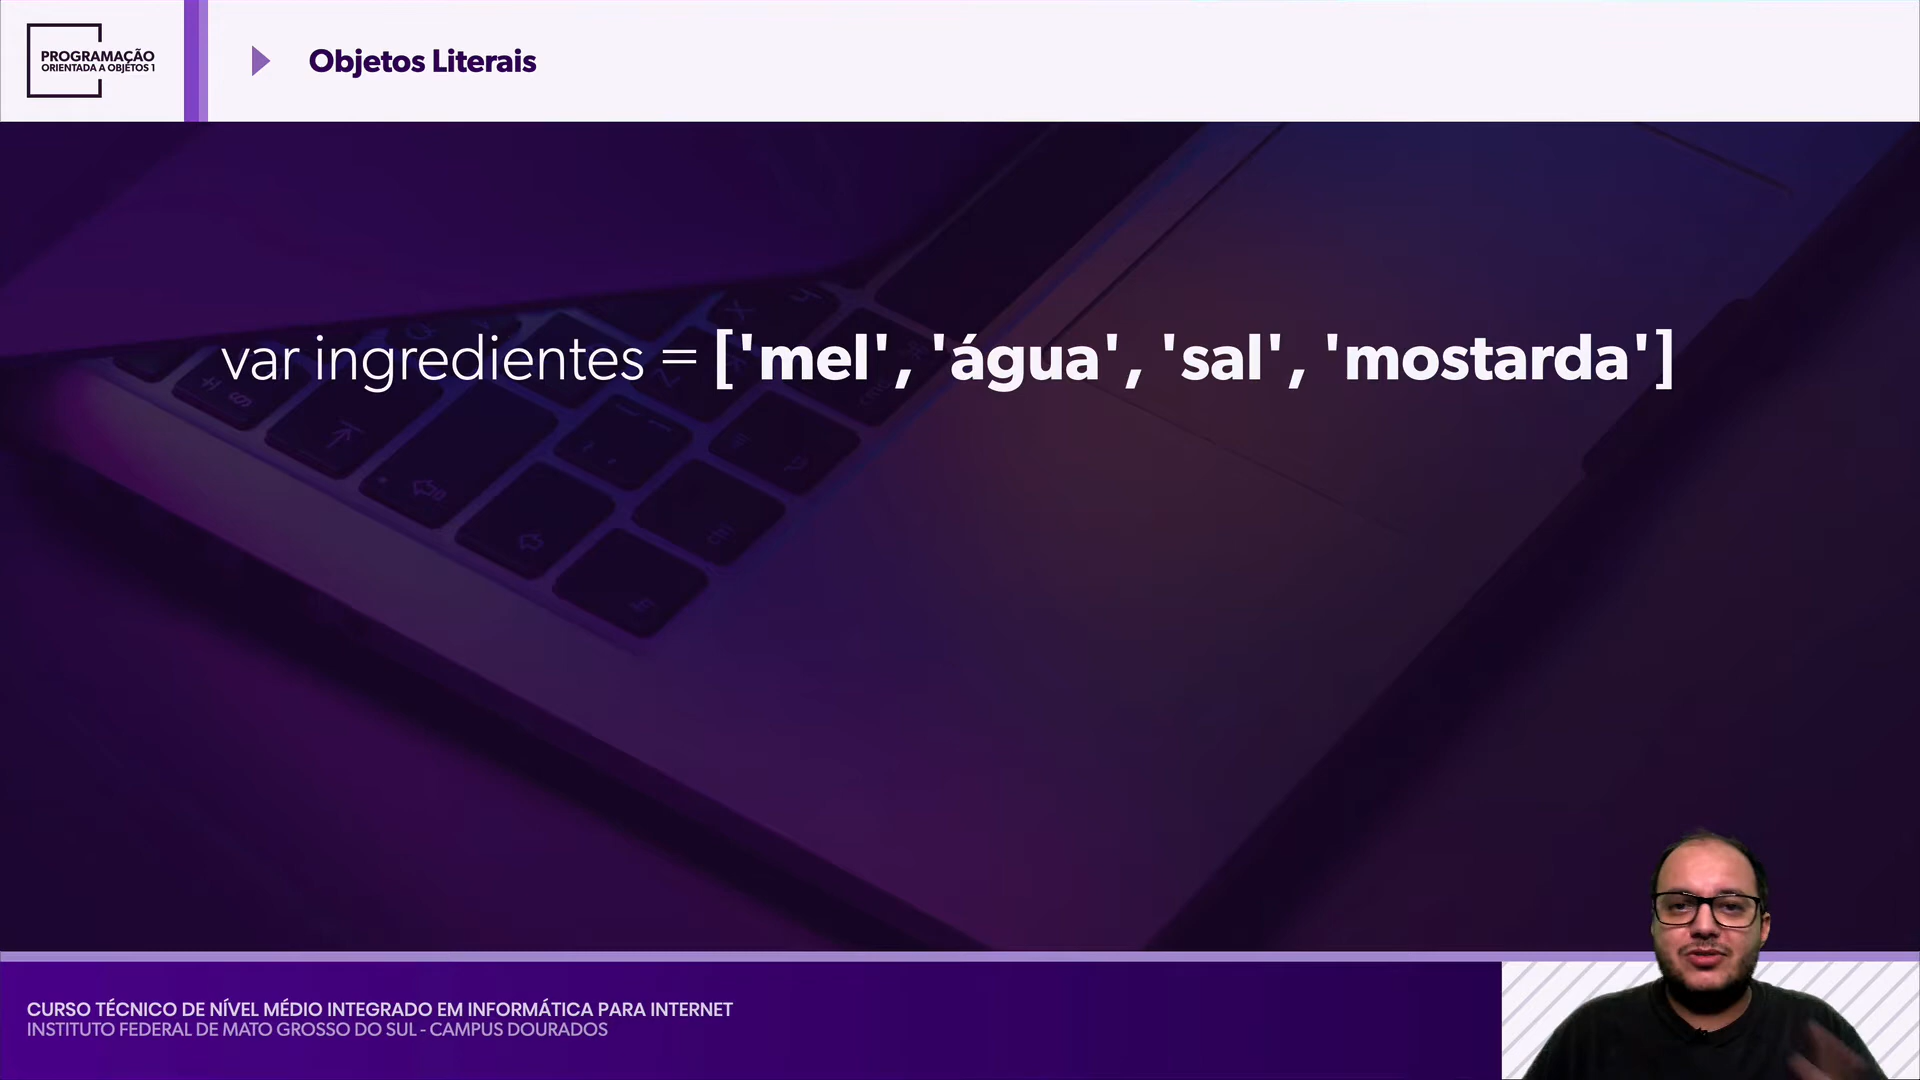 PROGRAMAÇÃO
ORIENTADA A OBJETOS 1
Objetos Literais
var ingredientes = ['mel', 'água', 'sal', 'mostarda']
CURSO TÉCNICO DE NÍVEL MÉDIO INTEGRADO EM INFORMÁTICA PARA INTERNET
INSTITUTO FEDERAL DE MATO GROSSO DO SUL - CAMPUS DOURADOS